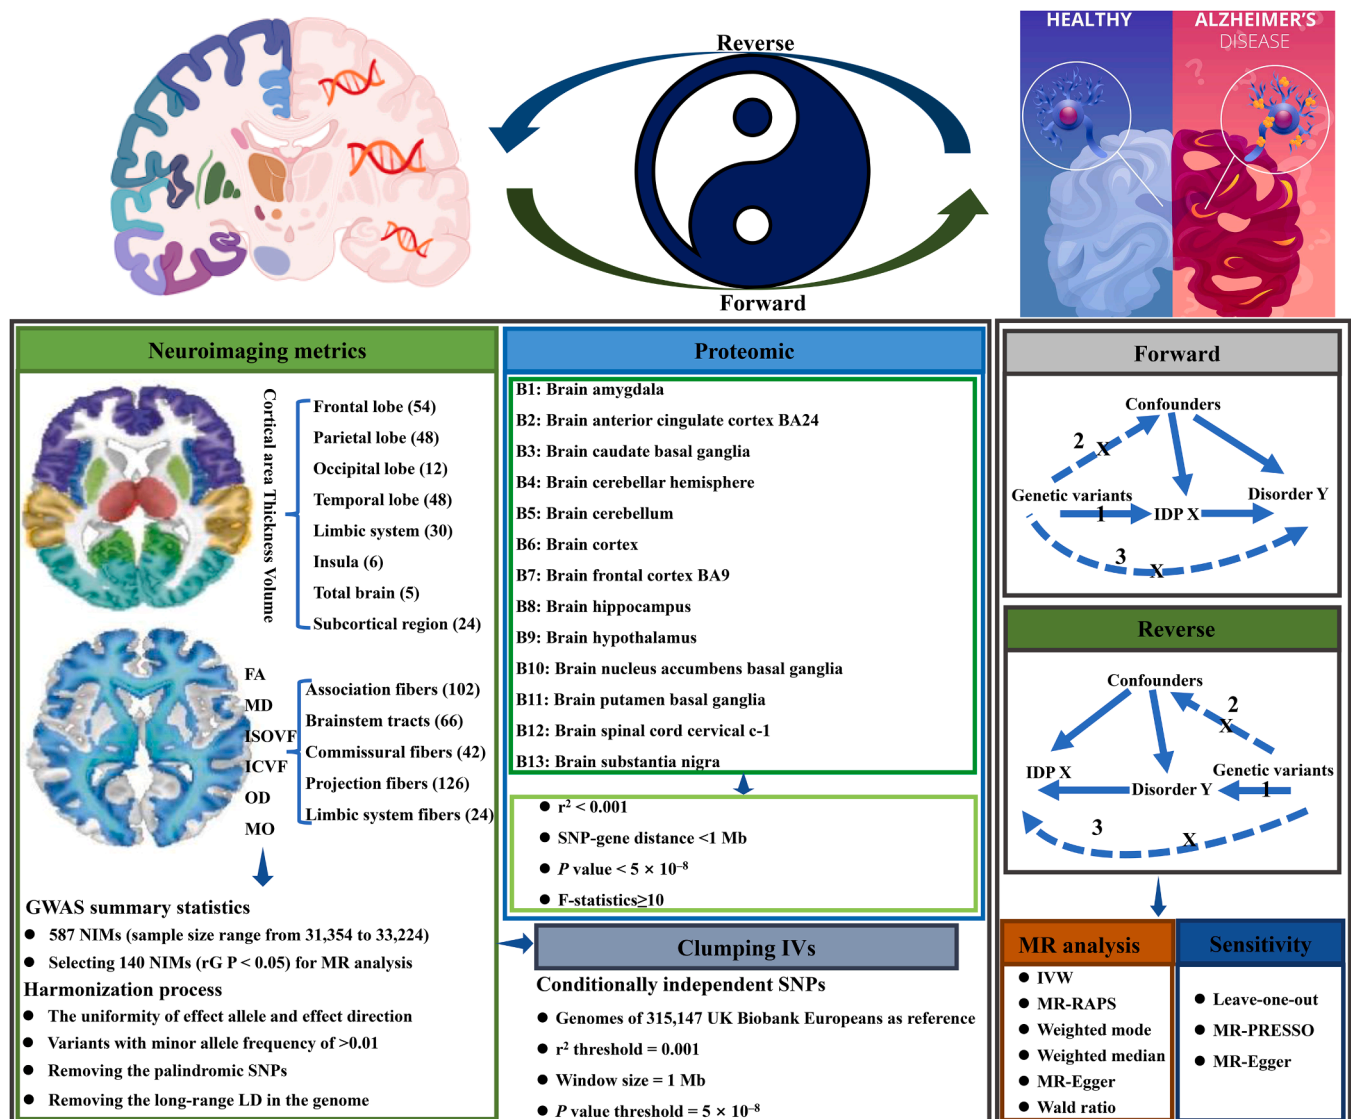 Reverse
Forward
HEALTHY
ALZHEIMER'S
DISEASE
Neuroimaging metrics
Cortical area Thickness Volume
Frontal lobe (54)
Parietal lobe (48)
Occipital lobe (12)
Temporal lobe (48)
Limbic system (30)
Insula (6)
Total brain (5)
Subcortical region (24)
FA
MD
ISOVF
ICVF
OD
MO
Association fibers (102)
Brainstem tracts (66)
Commissural fibers (42)
Projection fibers (126)
Limbic system fibers (24)
GWAS summary statistics
● 587 NIMs (sample size range from 31,354 to 33,224)
● Selecting 140 NIMs (rG P < 0.05) for MR analysis
Harmonization process
● The uniformity of effect allele and effect direction
● Variants with minor allele frequency of >0.01
● Removing the palindromic SNPs
● Removing the long-range LD in the genome
Proteomic
B1: Brain amygdala
B2: Brain anterior cingulate cortex BA24
B3: Brain caudate basal ganglia
B4: Brain cerebellar hemisphere
B5: Brain cerebellum
B6: Brain cortex
B7: Brain frontal cortex BA9
B8: Brain hippocampus
B9: Brain hypothalamus
B10: Brain nucleus accumbens basal ganglia
B11: Brain putamen basal ganglia
B12: Brain spinal cord cervical c-1
B13: Brain substantia nigra
● r² < 0.001
● SNP-gene distance <1 Mb
● P value < 5 × 10⁻⁸
● F-statistics≥10
Clumping IVs
Conditionally independent SNPs
● Genomes of 315,147 UK Biobank Europeans as reference
● r² threshold = 0.001
● Window size = 1 Mb
● P value threshold = 5 × 10⁻⁸
Forward
Confounders
2
X
Genetic variants
1
IDP X
Disorder Y
3
X
Reverse
Confounders
2
X
IDP X
Disorder Y
Genetic variants
1
3
X
MR analysis
● IVW
● MR-RAPS
● Weighted mode
● Weighted median
● MR-Egger
● Wald ratio
Sensitivity
● Leave-one-out
● MR-PRESSO
● MR-Egger